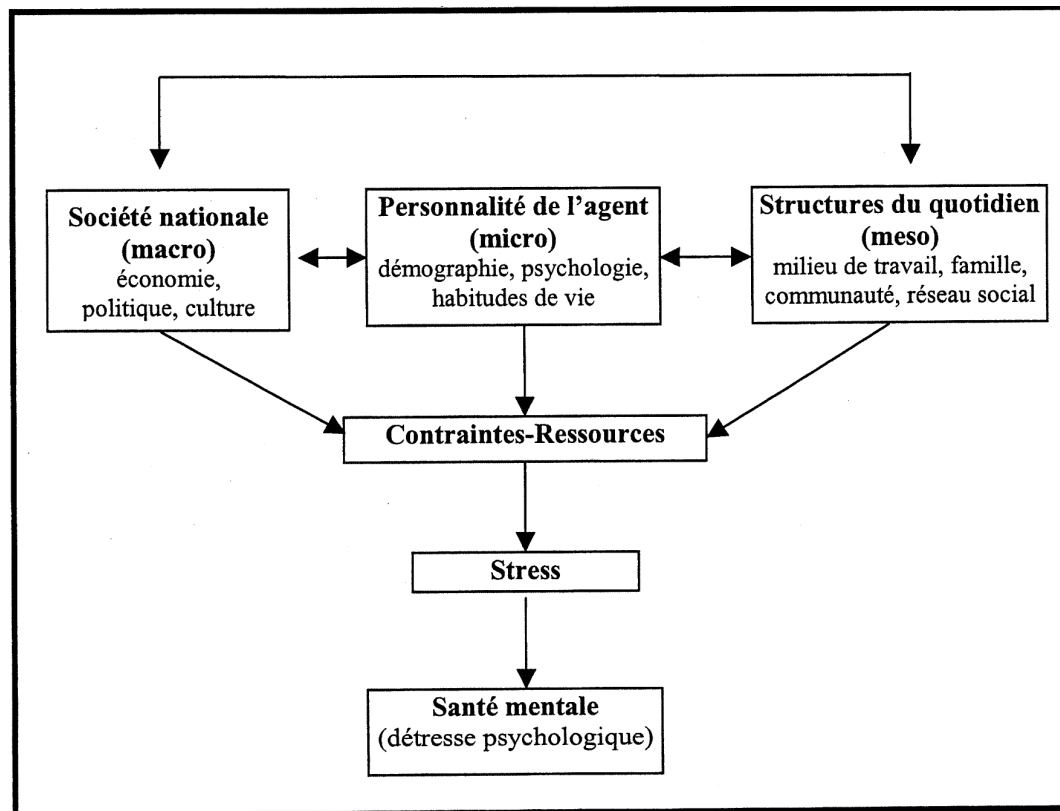 Société nationale
(macro)
économie,
politique, culture
Personnalité de l'agent
(micro)
démographie, psychologie,
habitudes de vie
Structures du quotidien
(meso)
milieu de travail, famille,
communauté, réseau social
Contraintes-Ressources
Stress
Santé mentale
(détresse psychologique)